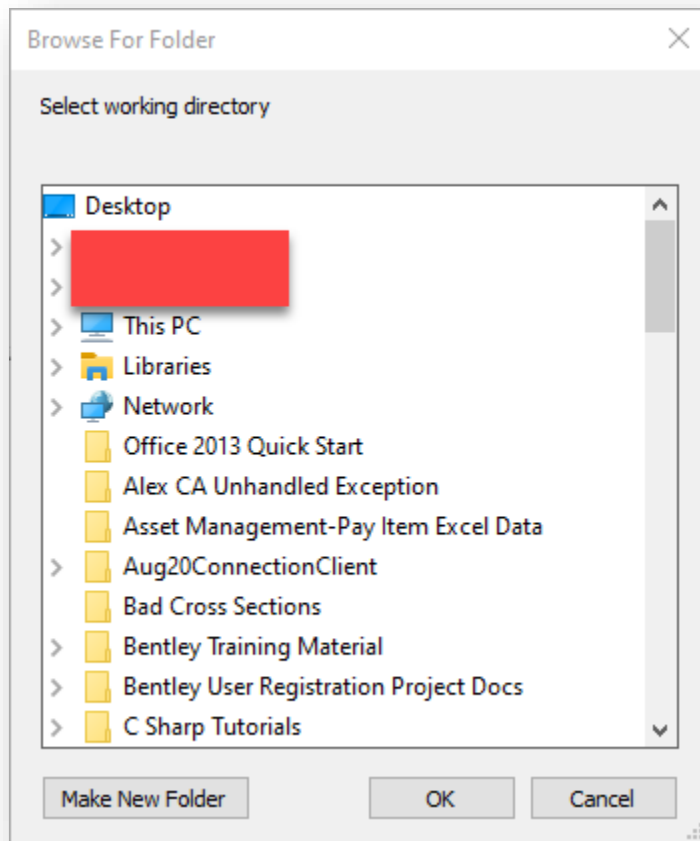 Browse For Folder
Select working directory
Desktop
This PC
Libraries
Network
Office 2013 Quick Start
Alex CA Unhandled Exception
Asset Management-Pay Item Excel Data
Aug20ConnectionClient
Bad Cross Sections
Bentley Training Material
Bentley User Registration Project Docs
C Sharp Tutorials
Make New Folder OK Cancel